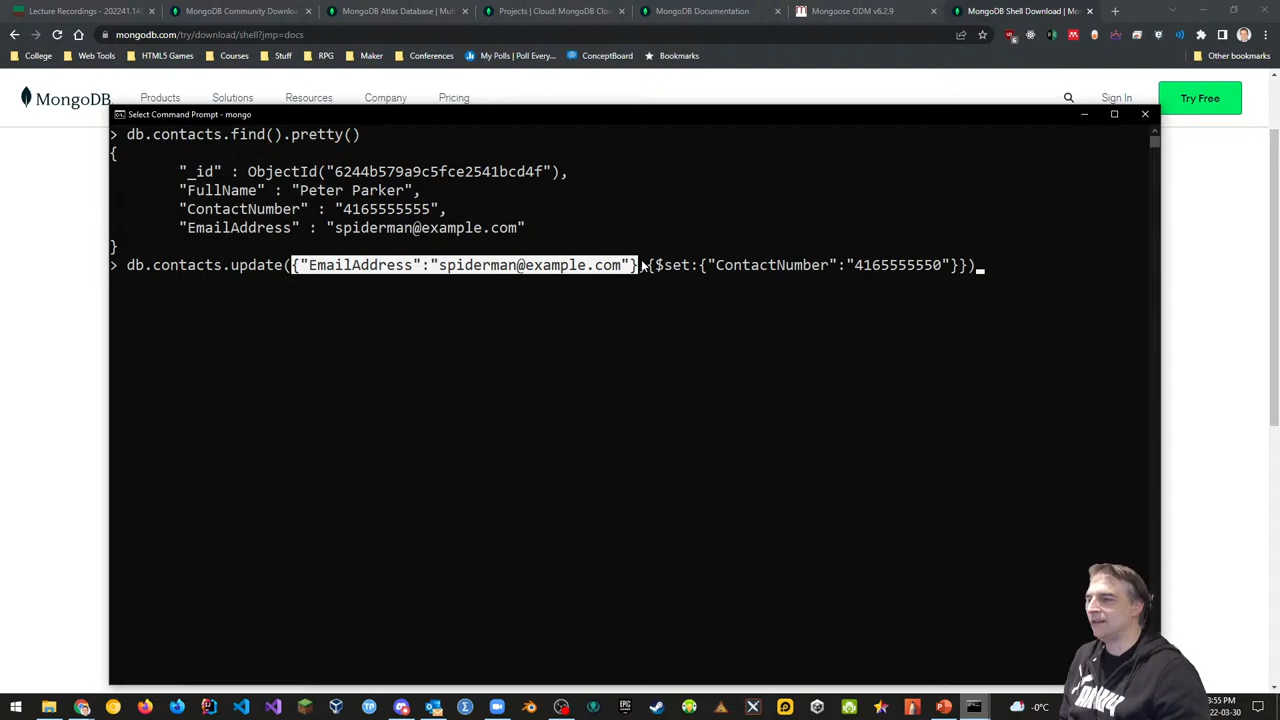 Lecture Recordings - 202241.14
MongoDB Community Downloa
MongoDB Atlas Database | Mul
Projects | Cloud: MongoDB Clo
MongoDB Documentation
Mongoose ODM v6.2.9
MongoDB Shell Download | Mo
mongodb.com/try/download/shell?jmp=docs
College
Web Tools
HTML5 Games
Courses
Stuff
RPG
Maker
Conferences
My Polls | Poll Every...
ConceptBoard
Bookmarks
Other bookmarks
MongoDB.
Products
Solutions
Resources
Company
Pricing
Sign In
Try Free
Select Command Prompt - mongo
> db.contacts.find().pretty()
{
"_id" : ObjectId("6244b579a9c5fce2541bcd4f"),
"FullName" : "Peter Parker",
"ContactNumber" : "4165555555",
"EmailAddress" : "spiderman@example.com"
}
> db.contacts.update({"EmailAddress":"spiderman@example.com"},{$set:{"ContactNumber":"4165555550"}})
-0°C
3:55 PM
2022-03-30